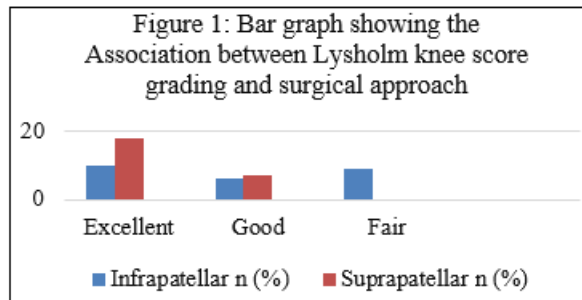 Figure 1: Bar graph showing the
Association between Lysholm knee score
grading and surgical approach
20
0
Excellent Good Fair
Infrapatellar n (%) Suprapatellar n (%)